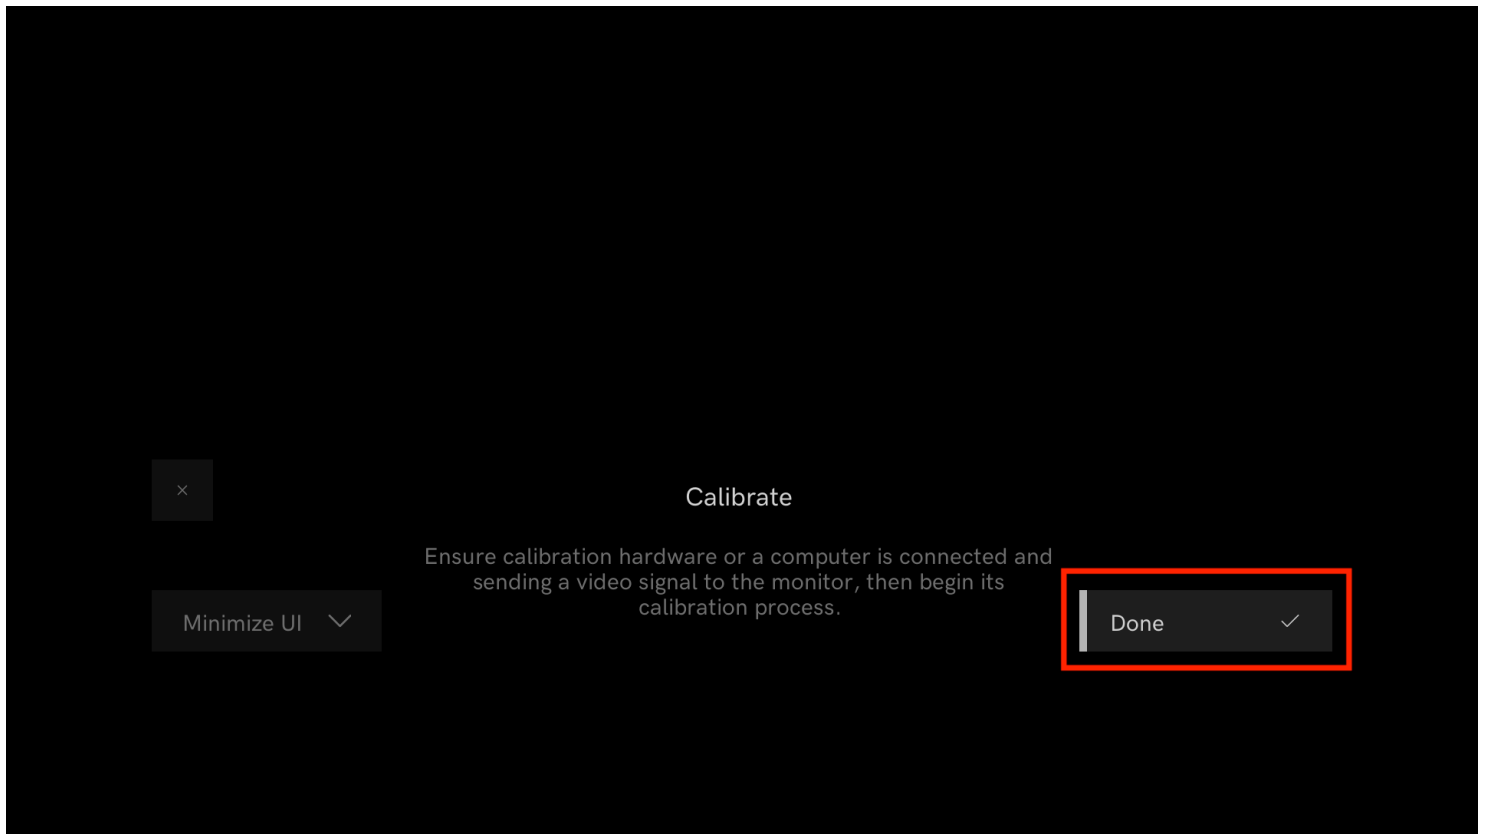 Calibrate
Ensure calibration hardware or a computer is connected and
sending a video signal to the monitor, then begin its
calibration process.
Minimize UI
Done